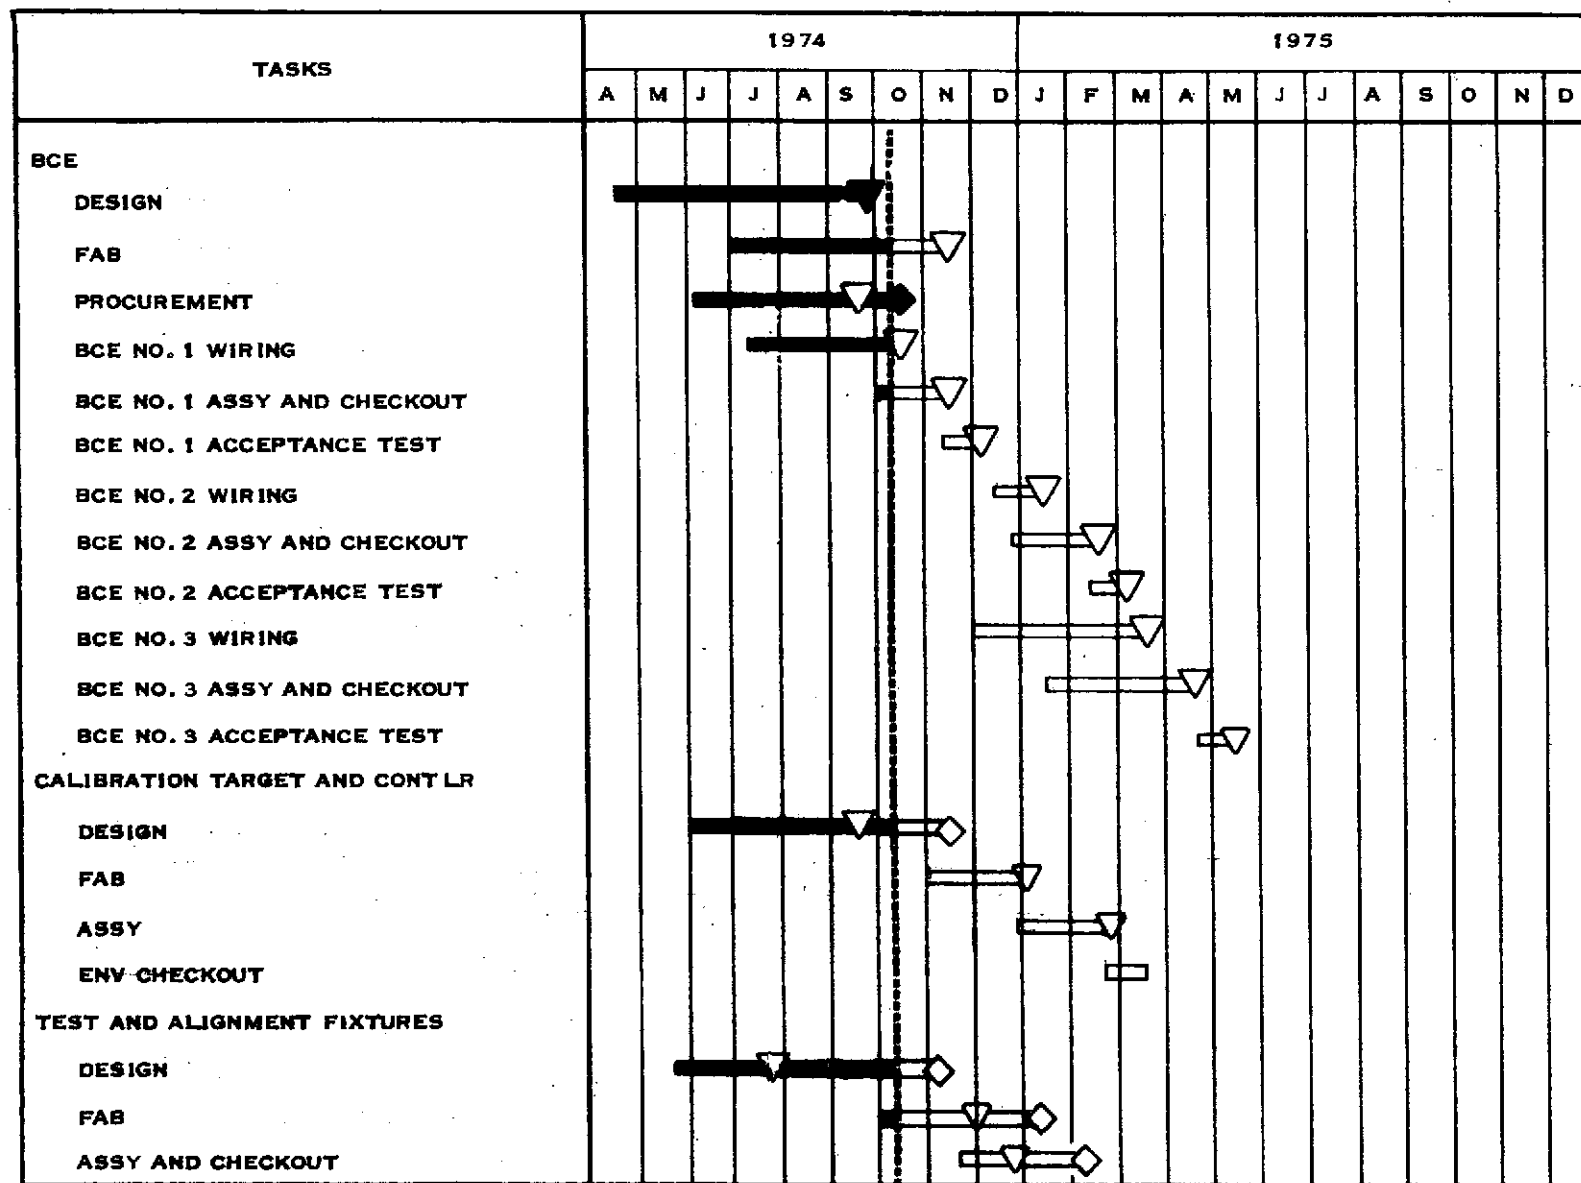 TASKS
1974
1975
A M J J A S O N D J F M A M J J A S O N D
BCE
DESIGN
FAB
PROCUREMENT
BCE NO. 1 WIRING
BCE NO. 1 ASSY AND CHECKOUT
BCE NO. 1 ACCEPTANCE TEST
BCE NO. 2 WIRING
BCE NO. 2 ASSY AND CHECKOUT
BCE NO. 2 ACCEPTANCE TEST
BCE NO. 3 WIRING
BCE NO. 3 ASSY AND CHECKOUT
BCE NO. 3 ACCEPTANCE TEST
CALIBRATION TARGET AND CONTLR
DESIGN
FAB
ASSY
ENV CHECKOUT
TEST AND ALIGNMENT FIXTURES
DESIGN
FAB
ASSY AND CHECKOUT